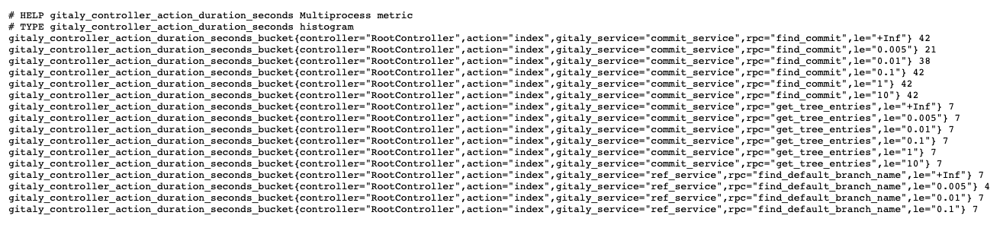 # HELP gitaly_controller_action_duration_seconds Multiprocess metric
# TYPE gitaly_controller_action_duration_seconds histogram
gitaly_controller_action_duration_seconds_bucket{controller="RootController",action="index",gitaly_service="commit_service",rpc="find_commit",le="+Inf"} 42
gitaly_controller_action_duration_seconds_bucket{controller="RootController",action="index",gitaly_service="commit_service",rpc="find_commit",le="0.005"} 21
gitaly_controller_action_duration_seconds_bucket{controller="RootController",action="index",gitaly_service="commit_service",rpc="find_commit",le="0.01"} 38
gitaly_controller_action_duration_seconds_bucket{controller="RootController",action="index",gitaly_service="commit_service",rpc="find_commit",le="0.1"} 42
gitaly_controller_action_duration_seconds_bucket{controller="RootController",action="index",gitaly_service="commit_service",rpc="find_commit",le="1"} 42
gitaly_controller_action_duration_seconds_bucket{controller="RootController",action="index",gitaly_service="commit_service",rpc="find_commit",le="10"} 42
gitaly_controller_action_duration_seconds_bucket{controller="RootController",action="index",gitaly_service="commit_service",rpc="get_tree_entries",le="+Inf"} 7
gitaly_controller_action_duration_seconds_bucket{controller="RootController",action="index",gitaly_service="commit_service",rpc="get_tree_entries",le="0.005"} 7
gitaly_controller_action_duration_seconds_bucket{controller="RootController",action="index",gitaly_service="commit_service",rpc="get_tree_entries",le="0.01"} 7
gitaly_controller_action_duration_seconds_bucket{controller="RootController",action="index",gitaly_service="commit_service",rpc="get_tree_entries",le="0.1"} 7
gitaly_controller_action_duration_seconds_bucket{controller="RootController",action="index",gitaly_service="commit_service",rpc="get_tree_entries",le="1"} 7
gitaly_controller_action_duration_seconds_bucket{controller="RootController",action="index",gitaly_service="commit_service",rpc="get_tree_entries",le="10"} 7
gitaly_controller_action_duration_seconds_bucket{controller="RootController",action="index",gitaly_service="ref_service",rpc="find_default_branch_name",le="+Inf"} 7
gitaly_controller_action_duration_seconds_bucket{controller="RootController",action="index",gitaly_service="ref_service",rpc="find_default_branch_name",le="0.005"} 4
gitaly_controller_action_duration_seconds_bucket{controller="RootController",action="index",gitaly_service="ref_service",rpc="find_default_branch_name",le="0.01"} 7
gitaly_controller_action_duration_seconds_bucket{controller="RootController",action="index",gitaly_service="ref_service",rpc="find_default_branch_name",le="0.1"} 7